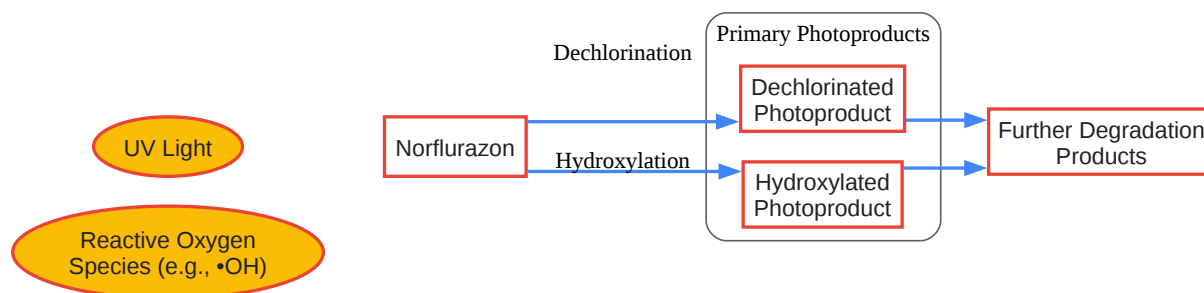 UV Light
Reactive Oxygen
Species (e.g., •OH)
Norflurazon
Dechlorination
Hydroxylation
Primary Photoproducts
Dechlorinated
Photoproduct
Hydroxylated
Photoproduct
Further Degradation
Products